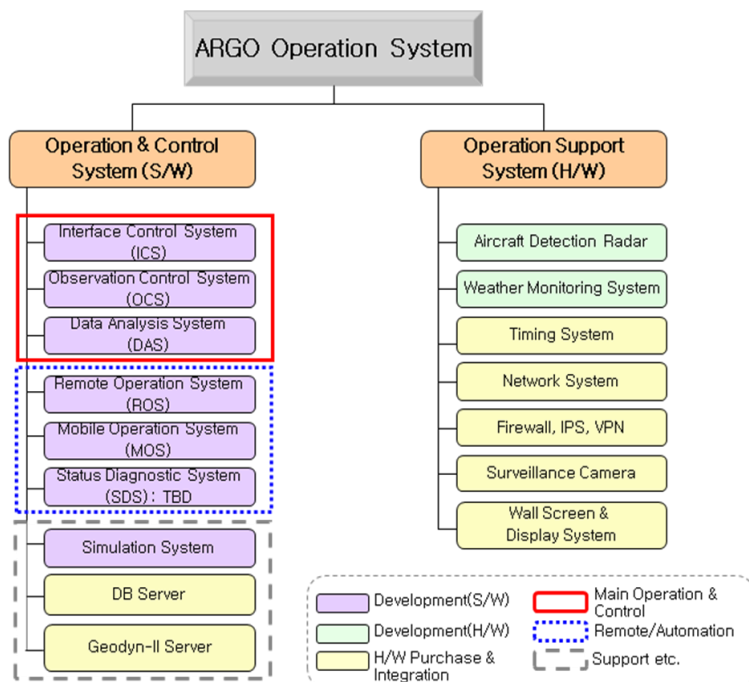 ARGO Operation System
Operation & Control
System (S/W)
Interface Control System
(ICS)
Observation Control System
(OCS)
Data Analysis System
(DAS)
Remote Operation System
(ROS)
Mobile Operation System
(MOS)
Status Diagnostic System
(SDS) : TBD
Simulation System
DB Server
Geodyn-II Server
Operation Support
System (H/W)
Aircraft Detection Radar
Weather Monitoring System
Timing System
Network System
Firewall, IPS, VPN
Surveillance Camera
Wall Screen &
Display System
Development(S/W)
Development(H/W)
H/W Purchase &
Integration
Main Operation &
Control
Remote/Automation
Support etc.